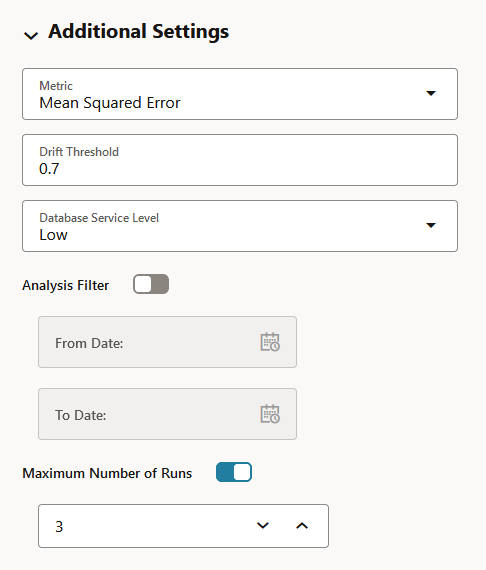 Additional Settings
Metric
Mean Squared Error
Drift Threshold
0.7
Database Service Level
Low
Analysis Filter
From Date:
To Date:
Maximum Number of Runs
3